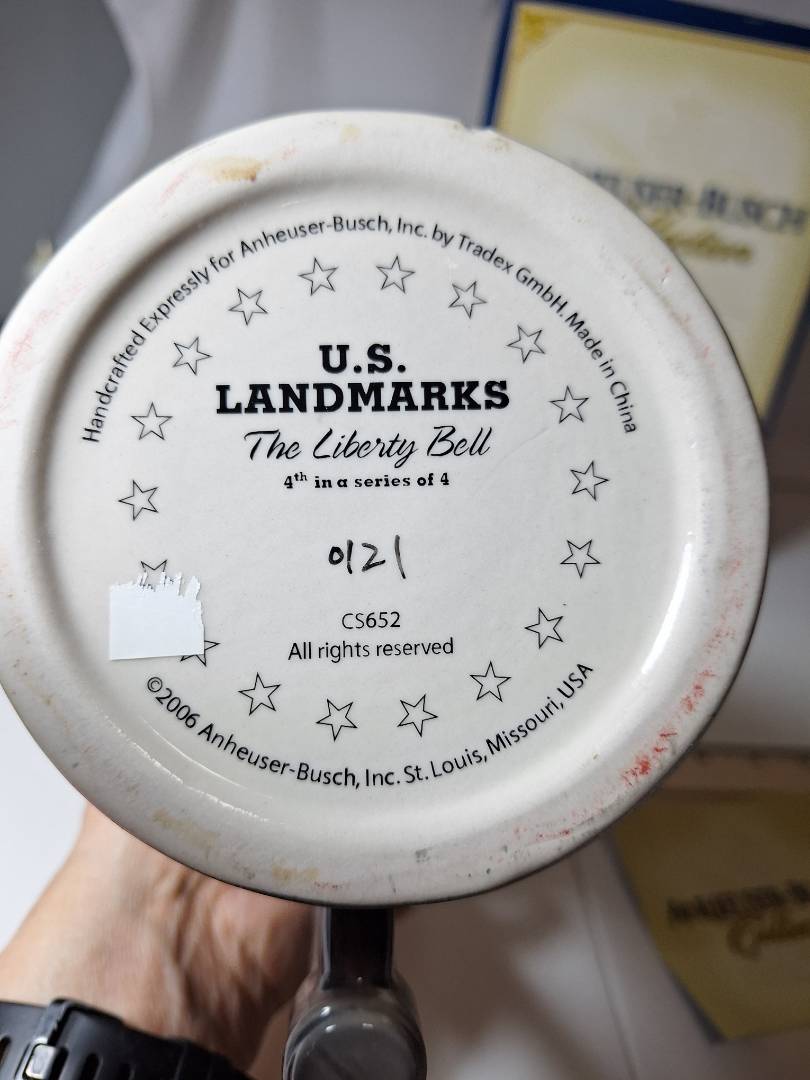 Handcrafted Expressly for Anheuser-Busch, Inc. by Tradex GmbH. Made in China
U.S.
LANDMARKS
The Liberty Bell
4th in a series of 4
0121
CS652
All rights reserved
©2006 Anheuser-Busch, Inc. St. Louis, Missouri, USA